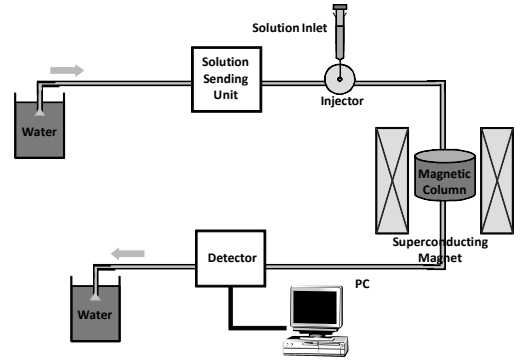 Solution Inlet
Solution
Sending
Unit
Injector
Water
Magnetic
Column
Superconducting
Magnet
Detector
PC
Water